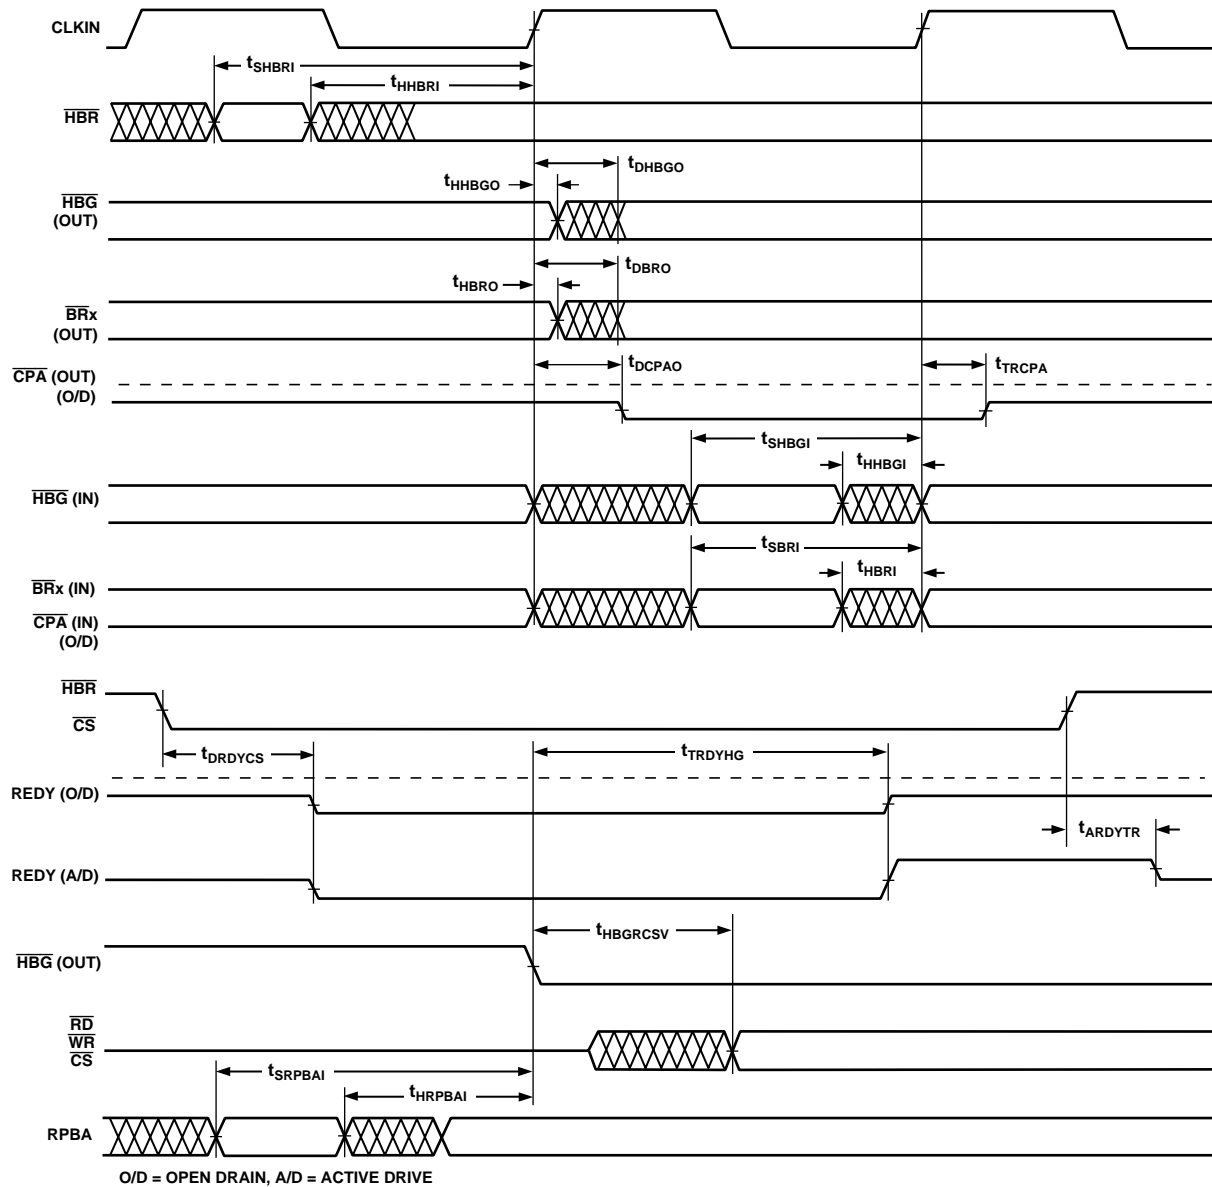 CLKIN
tSHBRI
tHHBRI
HBR
tDHBGO
tHHBGO
HBG
(OUT)
tDBRO
tHBRO
BRx
(OUT)
tDCPAO
tTRCPA
CPA (OUT)
(O/D)
tSHBGI
tHHBGI
HBG (IN)
tSBRI
tHBRI
BRx (IN)
CPA (IN)
(O/D)
HBR
CS
tDRDYCS
tTRDYHG
REDY (O/D)
tARDYTR
REDY (A/D)
tHBGRCSV
HBG (OUT)
RD
WR
CS
tSRPBAI
tHRPBAI
RPBA
O/D = OPEN DRAIN, A/D = ACTIVE DRIVE